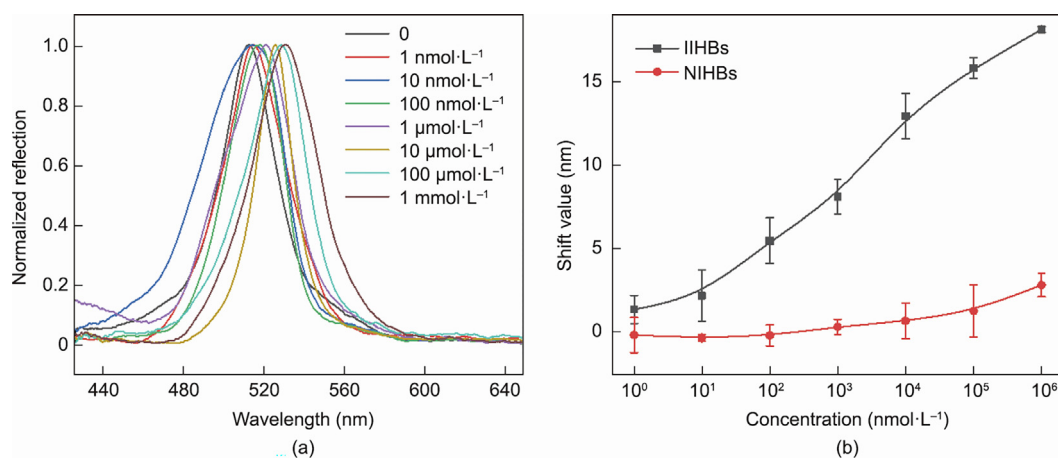 Normalized reflection
1.0
0.8
0.6
0.4
0.2
0
440
480
520
560
600
640
Wavelength (nm)
(a)
0
1 nmol·L⁻¹
10 nmol·L⁻¹
100 nmol·L⁻¹
1 μmol·L⁻¹
10 μmol·L⁻¹
100 μmol·L⁻¹
1 mmol·L⁻¹
Shift value (nm)
15
10
5
0
IIHBs
NIHBs
10⁰
10¹
10²
10³
10⁴
10⁵
10⁶
Concentration (nmol·L⁻¹)
(b)